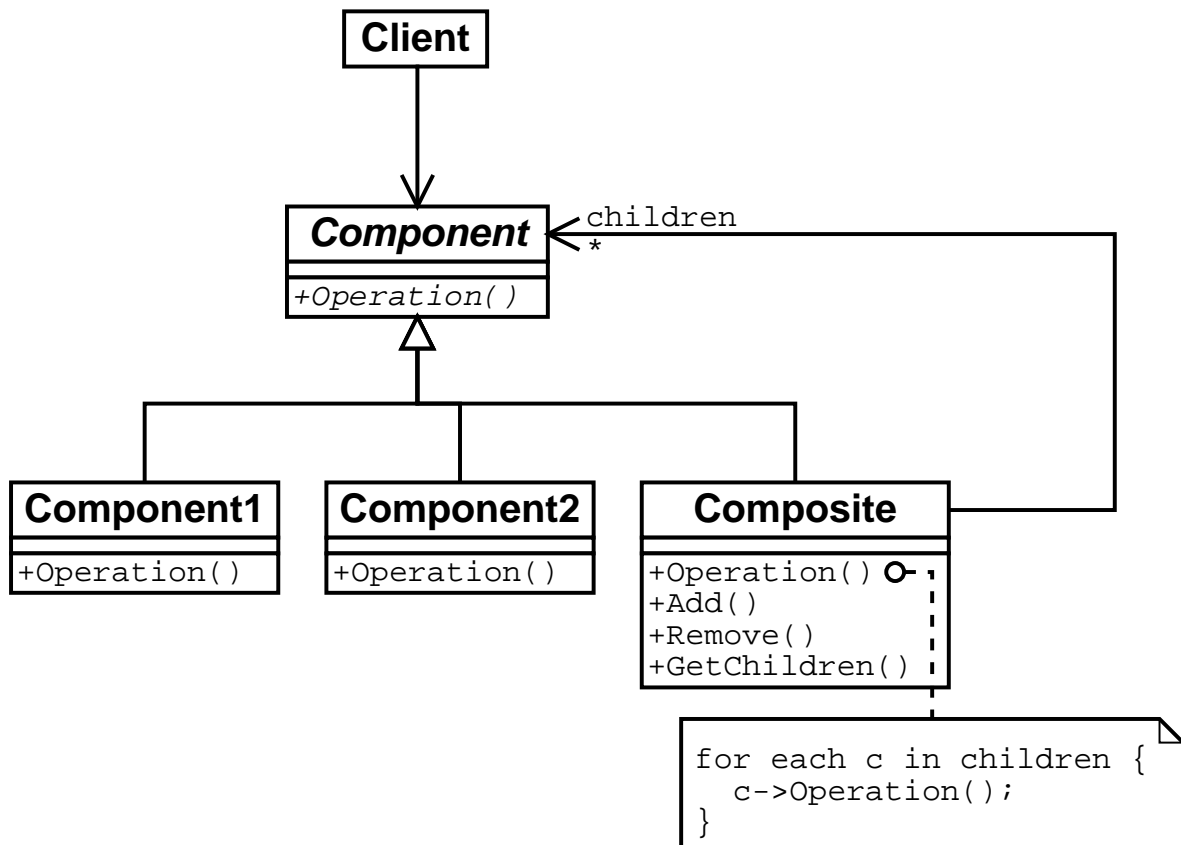 Client
children
Component
*
+Operation()
Component1
Component2
Composite
+Operation()
+Operation()
+Operation()
+Add()
+Remove()
+GetChildren()
for each c in children {
  c->Operation();
}